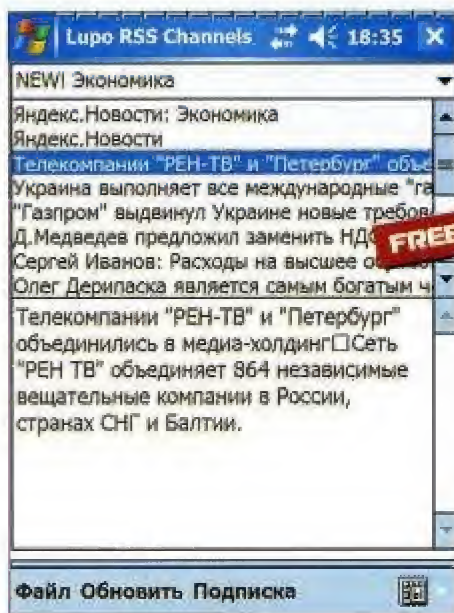 Lupo RSS Channels 18:35
NEW! Экономика
Яндекс.Новости: Экономика
Яндекс.Новости
Телекомпании "РЕН-ТВ" и "Петербург" объе
Украина выполняет все международные "га
"Газпром" выдвинул Украине новые требов
Д.Медведев предложил заменить НДС
FREE
Сергей Иванов: Расходы на высшее
Олег Дерипаска является самым богатым ч
Телекомпании "РЕН-ТВ" и "Петербург"
объединились в медиа-холдинг□Сеть
"РЕН ТВ" объединяет 864 независимые
вещательные компании в России,
странах СНГ и Балтии.
Файл Обновить Подписка